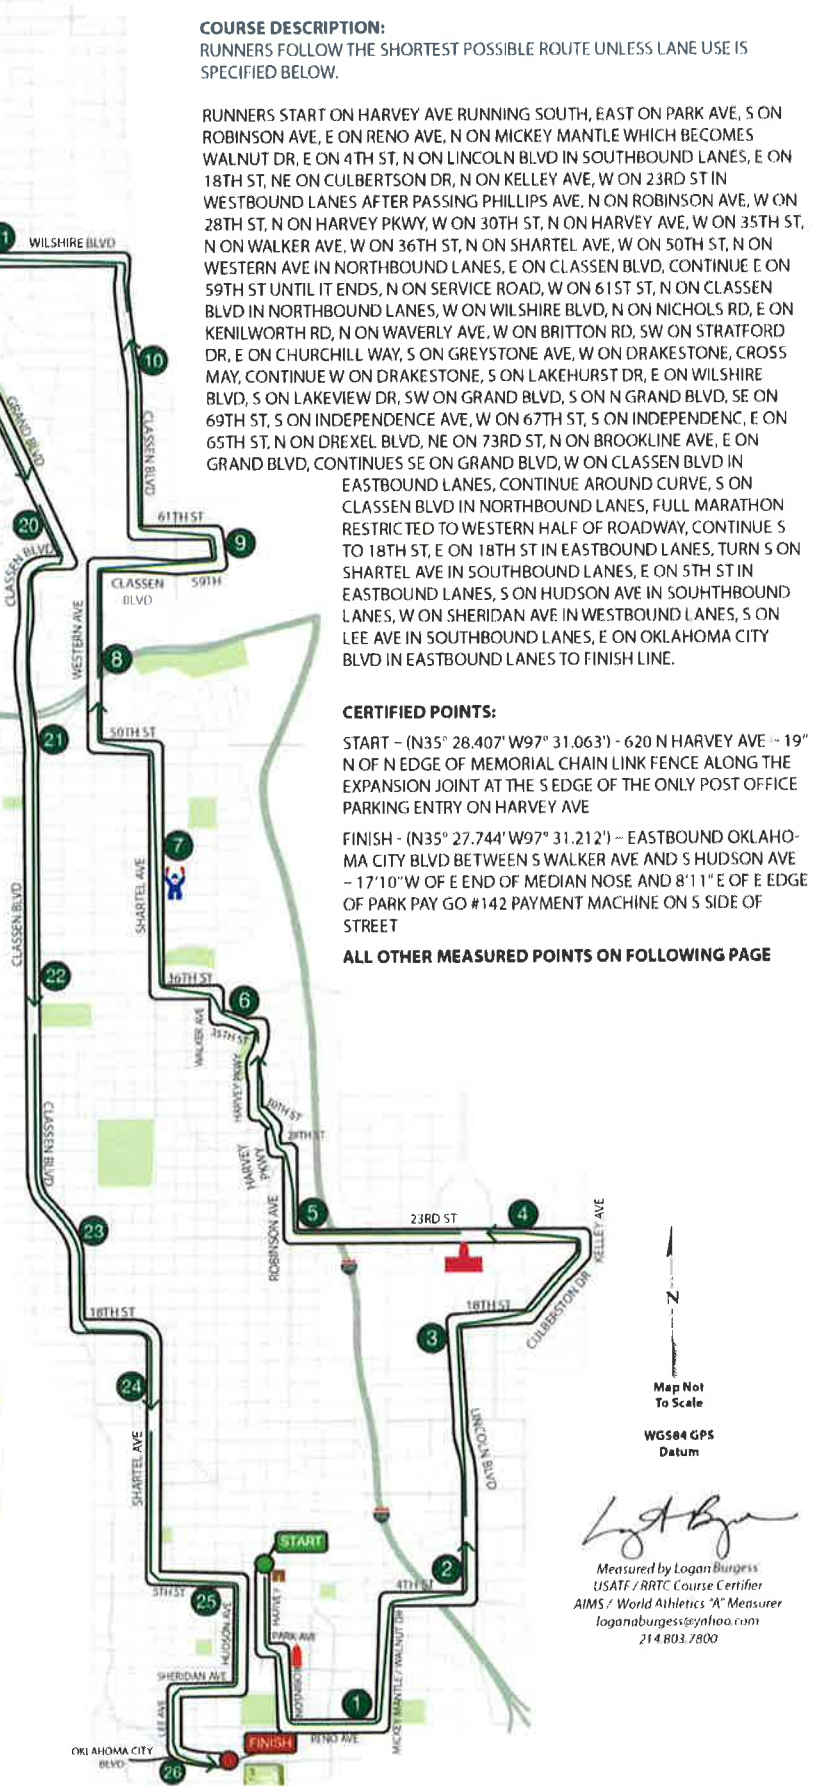 COURSE DESCRIPTION:
RUNNERS FOLLOW THE SHORTEST POSSIBLE ROUTE UNLESS LANE USE IS
SPECIFIED BELOW.
RUNNERS START ON HARVEY AVE RUNNING SOUTH, EAST ON PARK AVE, S ON
ROBINSON AVE, E ON RENO AVE, N ON MICKEY MANTLE WHICH BECOMES
WALNUT DR, E ON 4TH ST, N ON LINCOLN BLVD IN SOUTHBOUND LANES, E ON
18TH ST, NE ON CULBERTSON DR, N ON KELLEY AVE, W ON 23RD ST IN
WESTBOUND LANES AFTER PASSING PHILLIPS AVE, N ON ROBINSON AVE, W ON
28TH ST, N ON HARVEY PKWY, W ON 30TH ST, N ON HARVEY AVE, W ON 35TH ST,
N ON WALKER AVE, W ON 36TH ST, N ON SHARTEL AVE, W ON 50TH ST, N ON
WESTERN AVE IN NORTHBOUND LANES, E ON CLASSEN BLVD, CONTINUE E ON
59TH ST UNTIL IT ENDS, N ON SERVICE ROAD, W ON 61ST ST, N ON CLASSEN
BLVD IN NORTHBOUND LANES, W ON WILSHIRE BLVD, N ON NICHOLS RD, E ON
KENILWORTH RD, N ON WAVERLY AVE, W ON BRITTON RD, SW ON STRATFORD
DR, E ON CHURCHILL WAY, S ON GREYSTONE AVE, W ON DRAKESTONE, CROSS
MAY, CONTINUE W ON DRAKESTONE, S ON LAKEHURST DR, E ON WILSHIRE
BLVD, S ON LAKEVIEW DR, SW ON GRAND BLVD, S ON N GRAND BLVD, SE ON
69TH ST, S ON INDEPENDENCE AVE, W ON 67TH ST, S ON INDEPENDENC, E ON
65TH ST, N ON DREXEL BLVD, NE ON 73RD ST, N ON BROOKLINE AVE, E ON
GRAND BLVD, CONTINUES SE ON GRAND BLVD, W ON CLASSEN BLVD IN
EASTBOUND LANES, CONTINUE AROUND CURVE, S ON
CLASSEN BLVD IN NORTHBOUND LANES, FULL MARATHON
RESTRICTED TO WESTERN HALF OF ROADWAY, CONTINUE S
TO 18TH ST, E ON 18TH ST IN EASTBOUND LANES, TURN S ON
SHARTEL AVE IN SOUTHBOUND LANES, E ON 5TH ST IN
EASTBOUND LANES, S ON HUDSON AVE IN SOUHTHBOUND
LANES, W ON SHERIDAN AVE IN WESTBOUND LANES, S ON
LEE AVE IN SOUTHBOUND LANES, E ON OKLAHOMA CITY
BLVD IN EASTBOUND LANES TO FINISH LINE.
CERTIFIED POINTS:
START – (N35° 28.407' W97° 31.063') - 620 N HARVEY AVE -- 19"
N OF N EDGE OF MEMORIAL CHAIN LINK FENCE ALONG THE
EXPANSION JOINT AT THE S EDGE OF THE ONLY POST OFFICE
PARKING ENTRY ON HARVEY AVE
FINISH - (N35° 27.744' W97° 31.212') – EASTBOUND OKLAHO-
MA CITY BLVD BETWEEN S WALKER AVE AND S HUDSON AVE
– 17'10" W OF E END OF MEDIAN NOSE AND 8'11" E OF E EDGE
OF PARK PAY GO #142 PAYMENT MACHINE ON S SIDE OF
STREET
ALL OTHER MEASURED POINTS ON FOLLOWING PAGE
1
WILSHIRE BLVD
10
GRAND BLVD
CLASSEN BLVD
20
61TH ST
9
CLASSEN BLVD
CLASSEN
BLVD
59TH
WESTERN AVE
8
21
50TH ST
7
SHARTEL AVE
CLASSEN BLVD
22
36TH ST
6
WALKER AVE
35TH ST
HARVEY PKWY
CLASSEN BLVD
30TH ST
28TH ST
HARVEY
PKWY
ROBINSON AVE
5
23RD ST
4
KELLEY AVE
23
CULBERSTON DR
18TH ST
18TH ST
3
N
Map Not
To Scale
WGS84 GPS
Datum
24
LINCOLN BLVD
SHARTEL AVE
START
2
4TH ST
5TH ST
25
HARVEY
HUDSON AVE
PARK AVE
ROBINSON
MICKEY MANTLE / WALNUT DR
SHERIDAN AVE
LEE AVE
1
RENO AVE
FINISH
OKLAHOMA CITY
BLVD
26
Measured by Logan Burgess
USATF / RRTC Course Certifier
AIMS / World Athletics "A" Measurer
loganaburgess@yahoo.com
214.803.7800